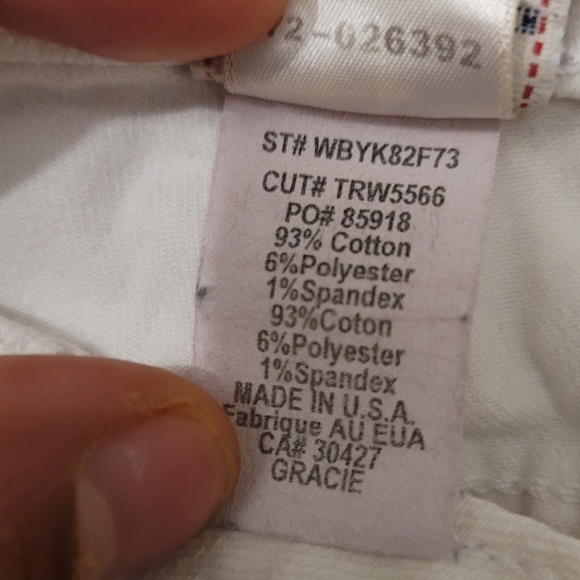 2-026392
ST# WBYK82F73
CUT# TRW5566
PO# 85918
93% Cotton
6%Polyester
1%Spandex
93%Coton
6%Polyester
1%Spandex
MADE IN U.S.A.
Fabrique AU EUA
CA# 30427
GRACIE